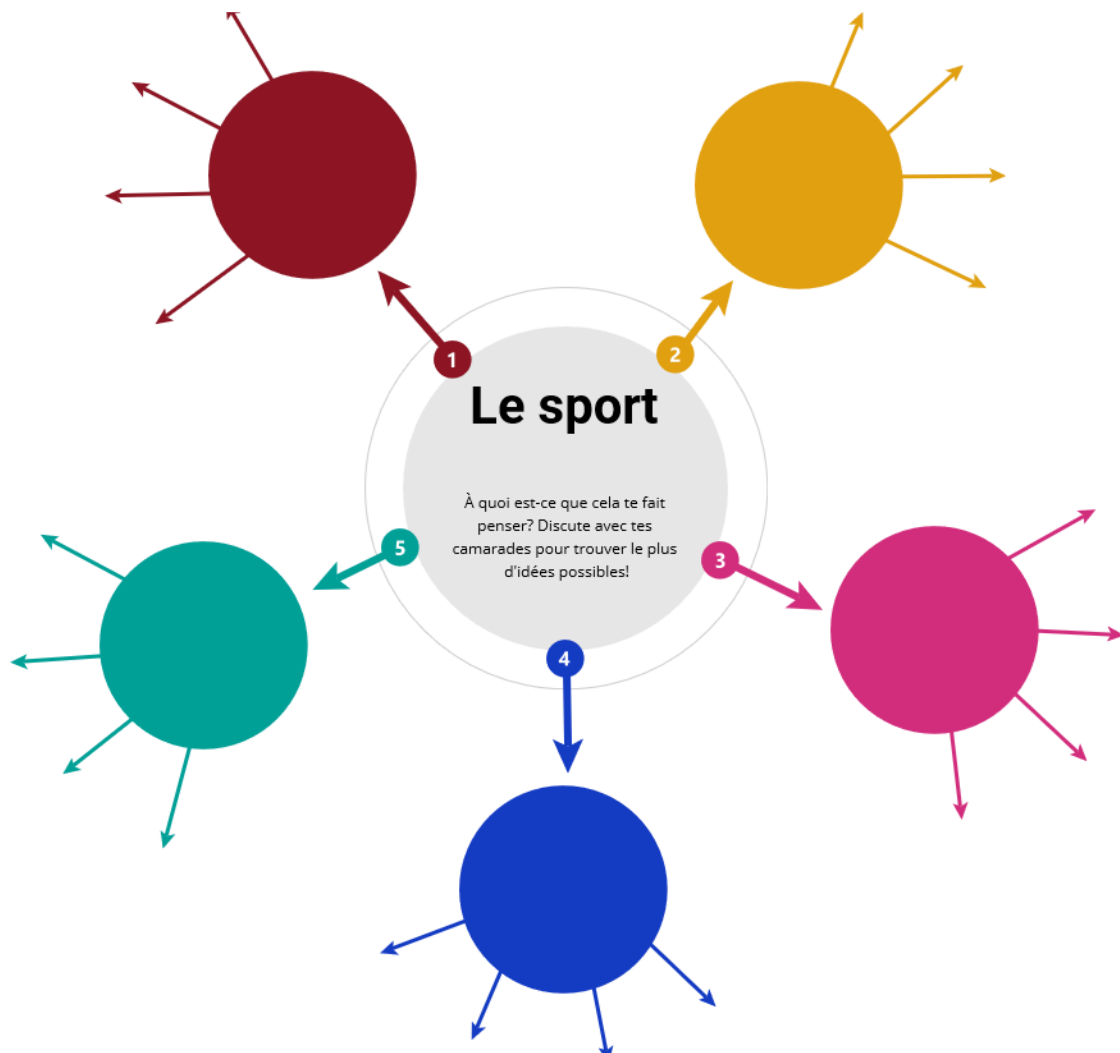 1
2
Le sport
À quoi est-ce que cela te fait
penser? Discute avec tes
camarades pour trouver le plus
d'idées possibles!
5
3
4